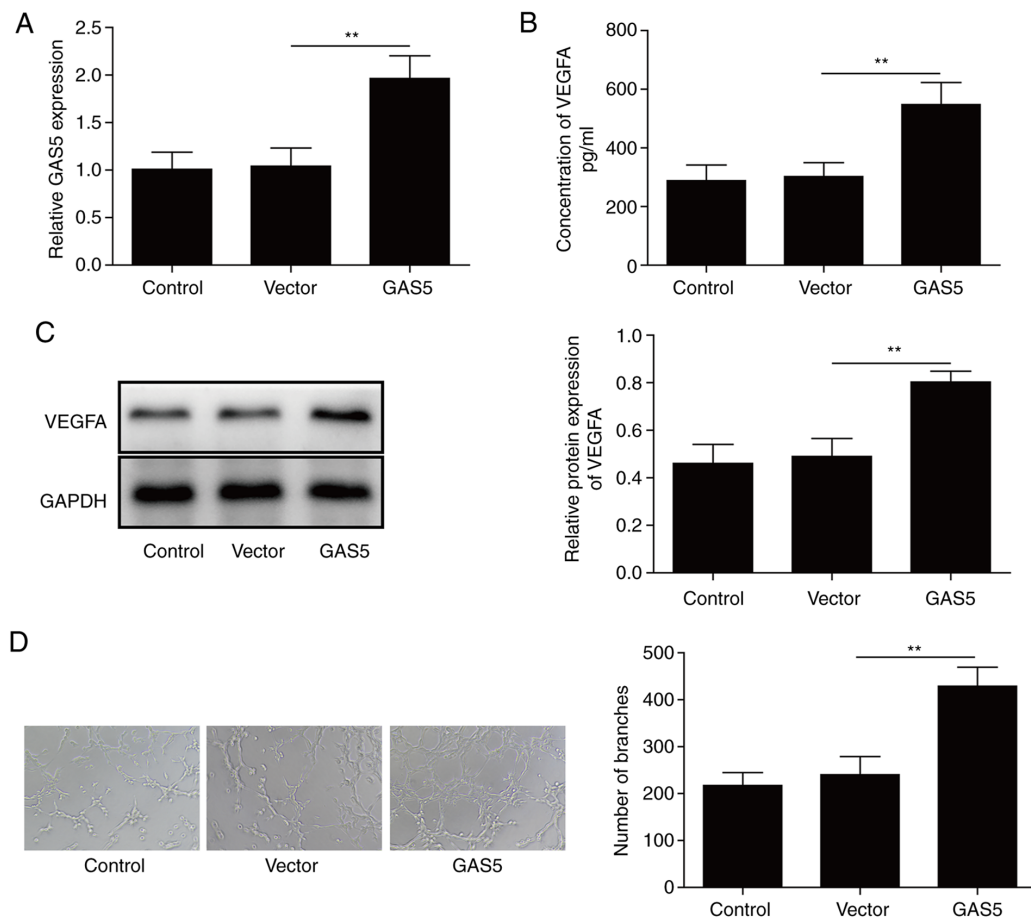 A
Relative GAS5 expression
2.5
2.0
1.5
1.0
0.5
0.0
**
Control Vector GAS5
B
Concentration of VEGFA
pg/ml
800
600
400
200
0
**
Control Vector GAS5
C
VEGFA
GAPDH
Control Vector GAS5
Relative protein expression
of VEGFA
1.0
0.8
0.6
0.4
0.2
0.0
**
Control Vector GAS5
D
Control Vector GAS5
Number of branches
500
400
300
200
100
0
**
Control Vector GAS5